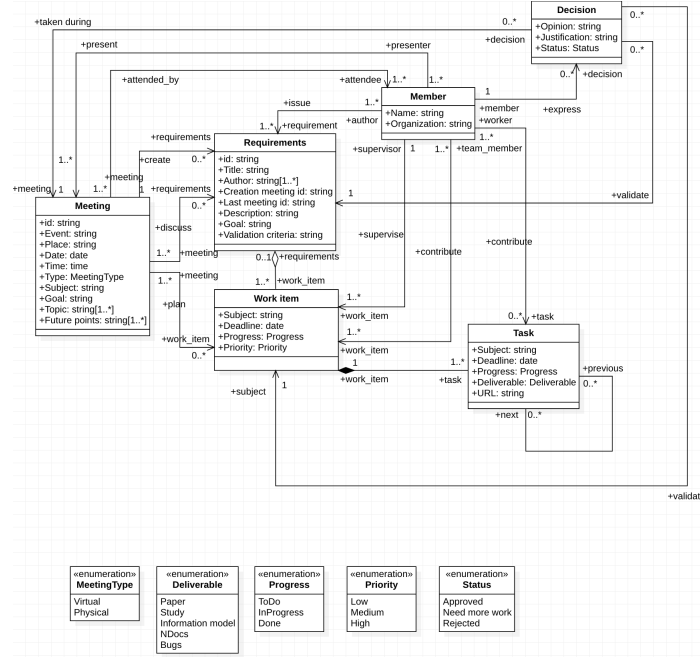 Decision
+Opinion: string
+Justification: string
+Status: Status
0..*
+taken during
+decision
0..*
0..*
+present
+presenter
+attended_by
+attendee
1..*
1..*
0..*
+decision
1
+express
Member
+Name: string
+Organization: string
+member
+worker
1..*
+issue
1..*
+author
1..*
+requirement
+supervisor
1
1..*
+team_member
+requirements
0..*
+create
+meeting
1..*
+meeting
1
1..*
1
+requirements
0..*
Requirements
+id: string
+Title: string
+Author: string[1..*]
+Creation meeting id: string
+Last meeting id: string
+Description: string
+Goal: string
+Validation criteria: string
1
+validate
Meeting
+id: string
+Event: string
+Place: string
+Date: date
+Time: time
+Type: MeetingType
+Subject: string
+Goal: string
+Topic: string[1..*]
+Future points: string[1..*]
+discuss
1..*
+meeting
1..*
+meeting
+plan
+work_item
0..*
+supervise
+contribute
+contribute
0..1
+requirements
1..*
+work_item
Work item
+Subject: string
+Deadline: date
+Progress: Progress
+Priority: Priority
1..*
+work_item
1..*
+work_item
1
+work_item
1..*
+task
0..*
+task
Task
+Subject: string
+Deadline: date
+Progress: Progress
+Deliverable: Deliverable
+URL: string
+previous
0..*
+next
0..*
+subject
1
+validat
«enumeration»
MeetingType
Virtual
Physical
«enumeration»
Deliverable
Paper
Study
Information model
NDocs
Bugs
«enumeration»
Progress
ToDo
InProgress
Done
«enumeration»
Priority
Low
Medium
High
«enumeration»
Status
Approved
Need more work
Rejected